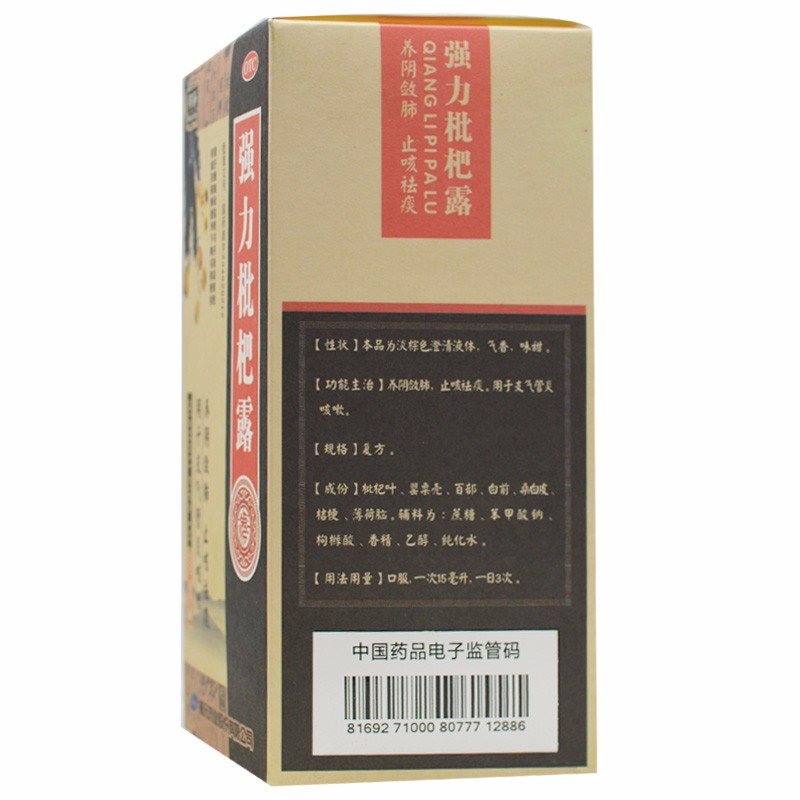 OTC
强力枇杷露
强力枇杷露
QIANGLIPIPALU
养阴敛肺 止咳祛痰
【性状】本品为淡棕色澄清液体，气香，味甜。
【功能主治】养阴敛肺，止咳祛痰。用于支气管炎
咳嗽。
【规格】复方。
【成份】枇杷叶、罂粟壳、百部、白前、桑白皮、
桔梗、薄荷脑。辅料为：蔗糖、苯甲酸钠、
枸橼酸、香精、乙醇、纯化水。
【用法用量】口服，一次15毫升，一日3次。
中国药品电子监管码
81692 71000 80777 12886